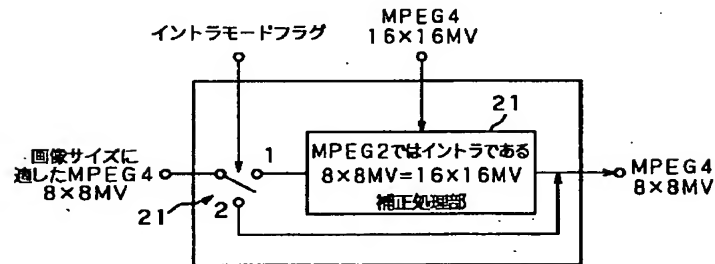 イントラモードフラグ
MPEG4
16×16MV
画像サイズに
適したMPEG4
8×8MV
21
1
2
21
MPEG2ではイントラである
8×8MV=16×16MV
補正処理部
MPEG4
8×8MV